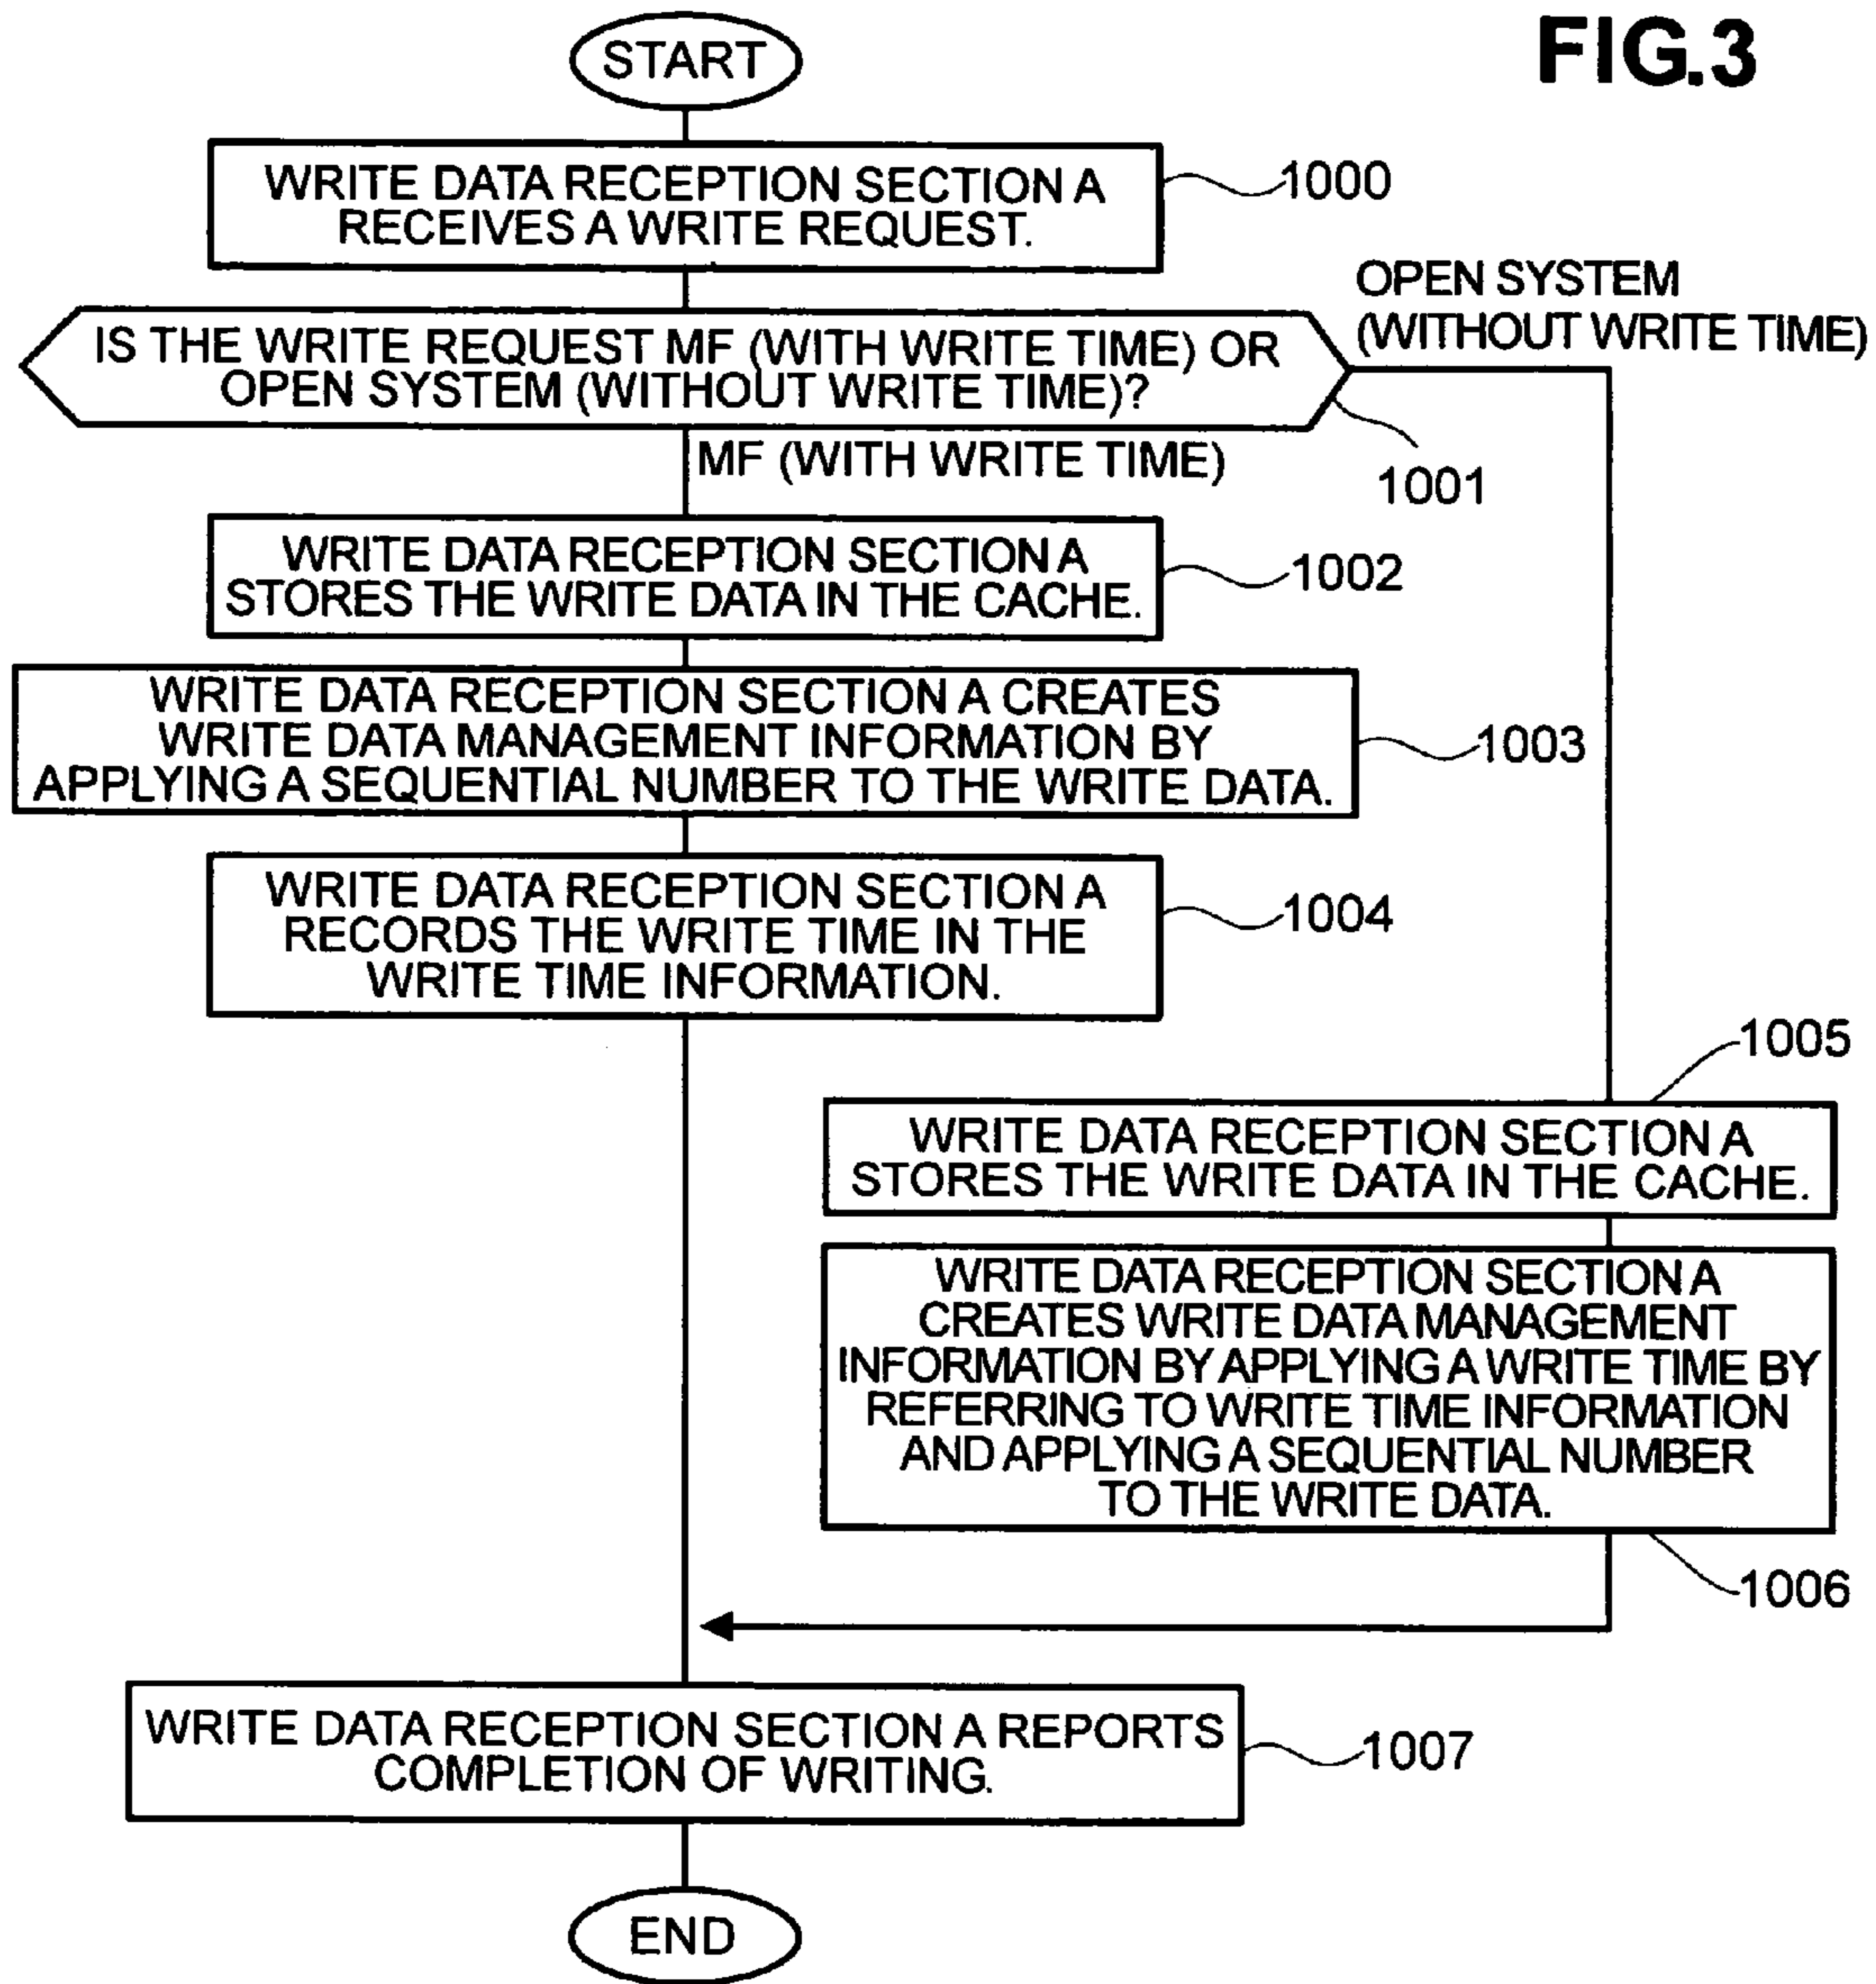 FIG.3
START
WRITE DATA RECEPTION SECTION A
RECEIVES A WRITE REQUEST.
1000
IS THE WRITE REQUEST MF (WITH WRITE TIME) OR
OPEN SYSTEM (WITHOUT WRITE TIME)?
OPEN SYSTEM
(WITHOUT WRITE TIME)
1001
MF (WITH WRITE TIME)
WRITE DATA RECEPTION SECTION A
STORES THE WRITE DATA IN THE CACHE.
1002
WRITE DATA RECEPTION SECTION A CREATES
WRITE DATA MANAGEMENT INFORMATION BY
APPLYING A SEQUENTIAL NUMBER TO THE WRITE DATA.
1003
WRITE DATA RECEPTION SECTION A
RECORDS THE WRITE TIME IN THE
WRITE TIME INFORMATION.
1004
1005
WRITE DATA RECEPTION SECTION A
STORES THE WRITE DATA IN THE CACHE.
WRITE DATA RECEPTION SECTION A
CREATES WRITE DATA MANAGEMENT
INFORMATION BY APPLYING A WRITE TIME BY
REFERRING TO WRITE TIME INFORMATION
AND APPLYING A SEQUENTIAL NUMBER
TO THE WRITE DATA.
1006
WRITE DATA RECEPTION SECTION A REPORTS
COMPLETION OF WRITING.
1007
END